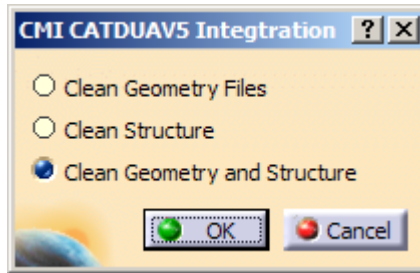 CMI CATDUAV5 Integtration
Clean Geometry Files
Clean Structure
Clean Geometry and Structure
OK Cancel